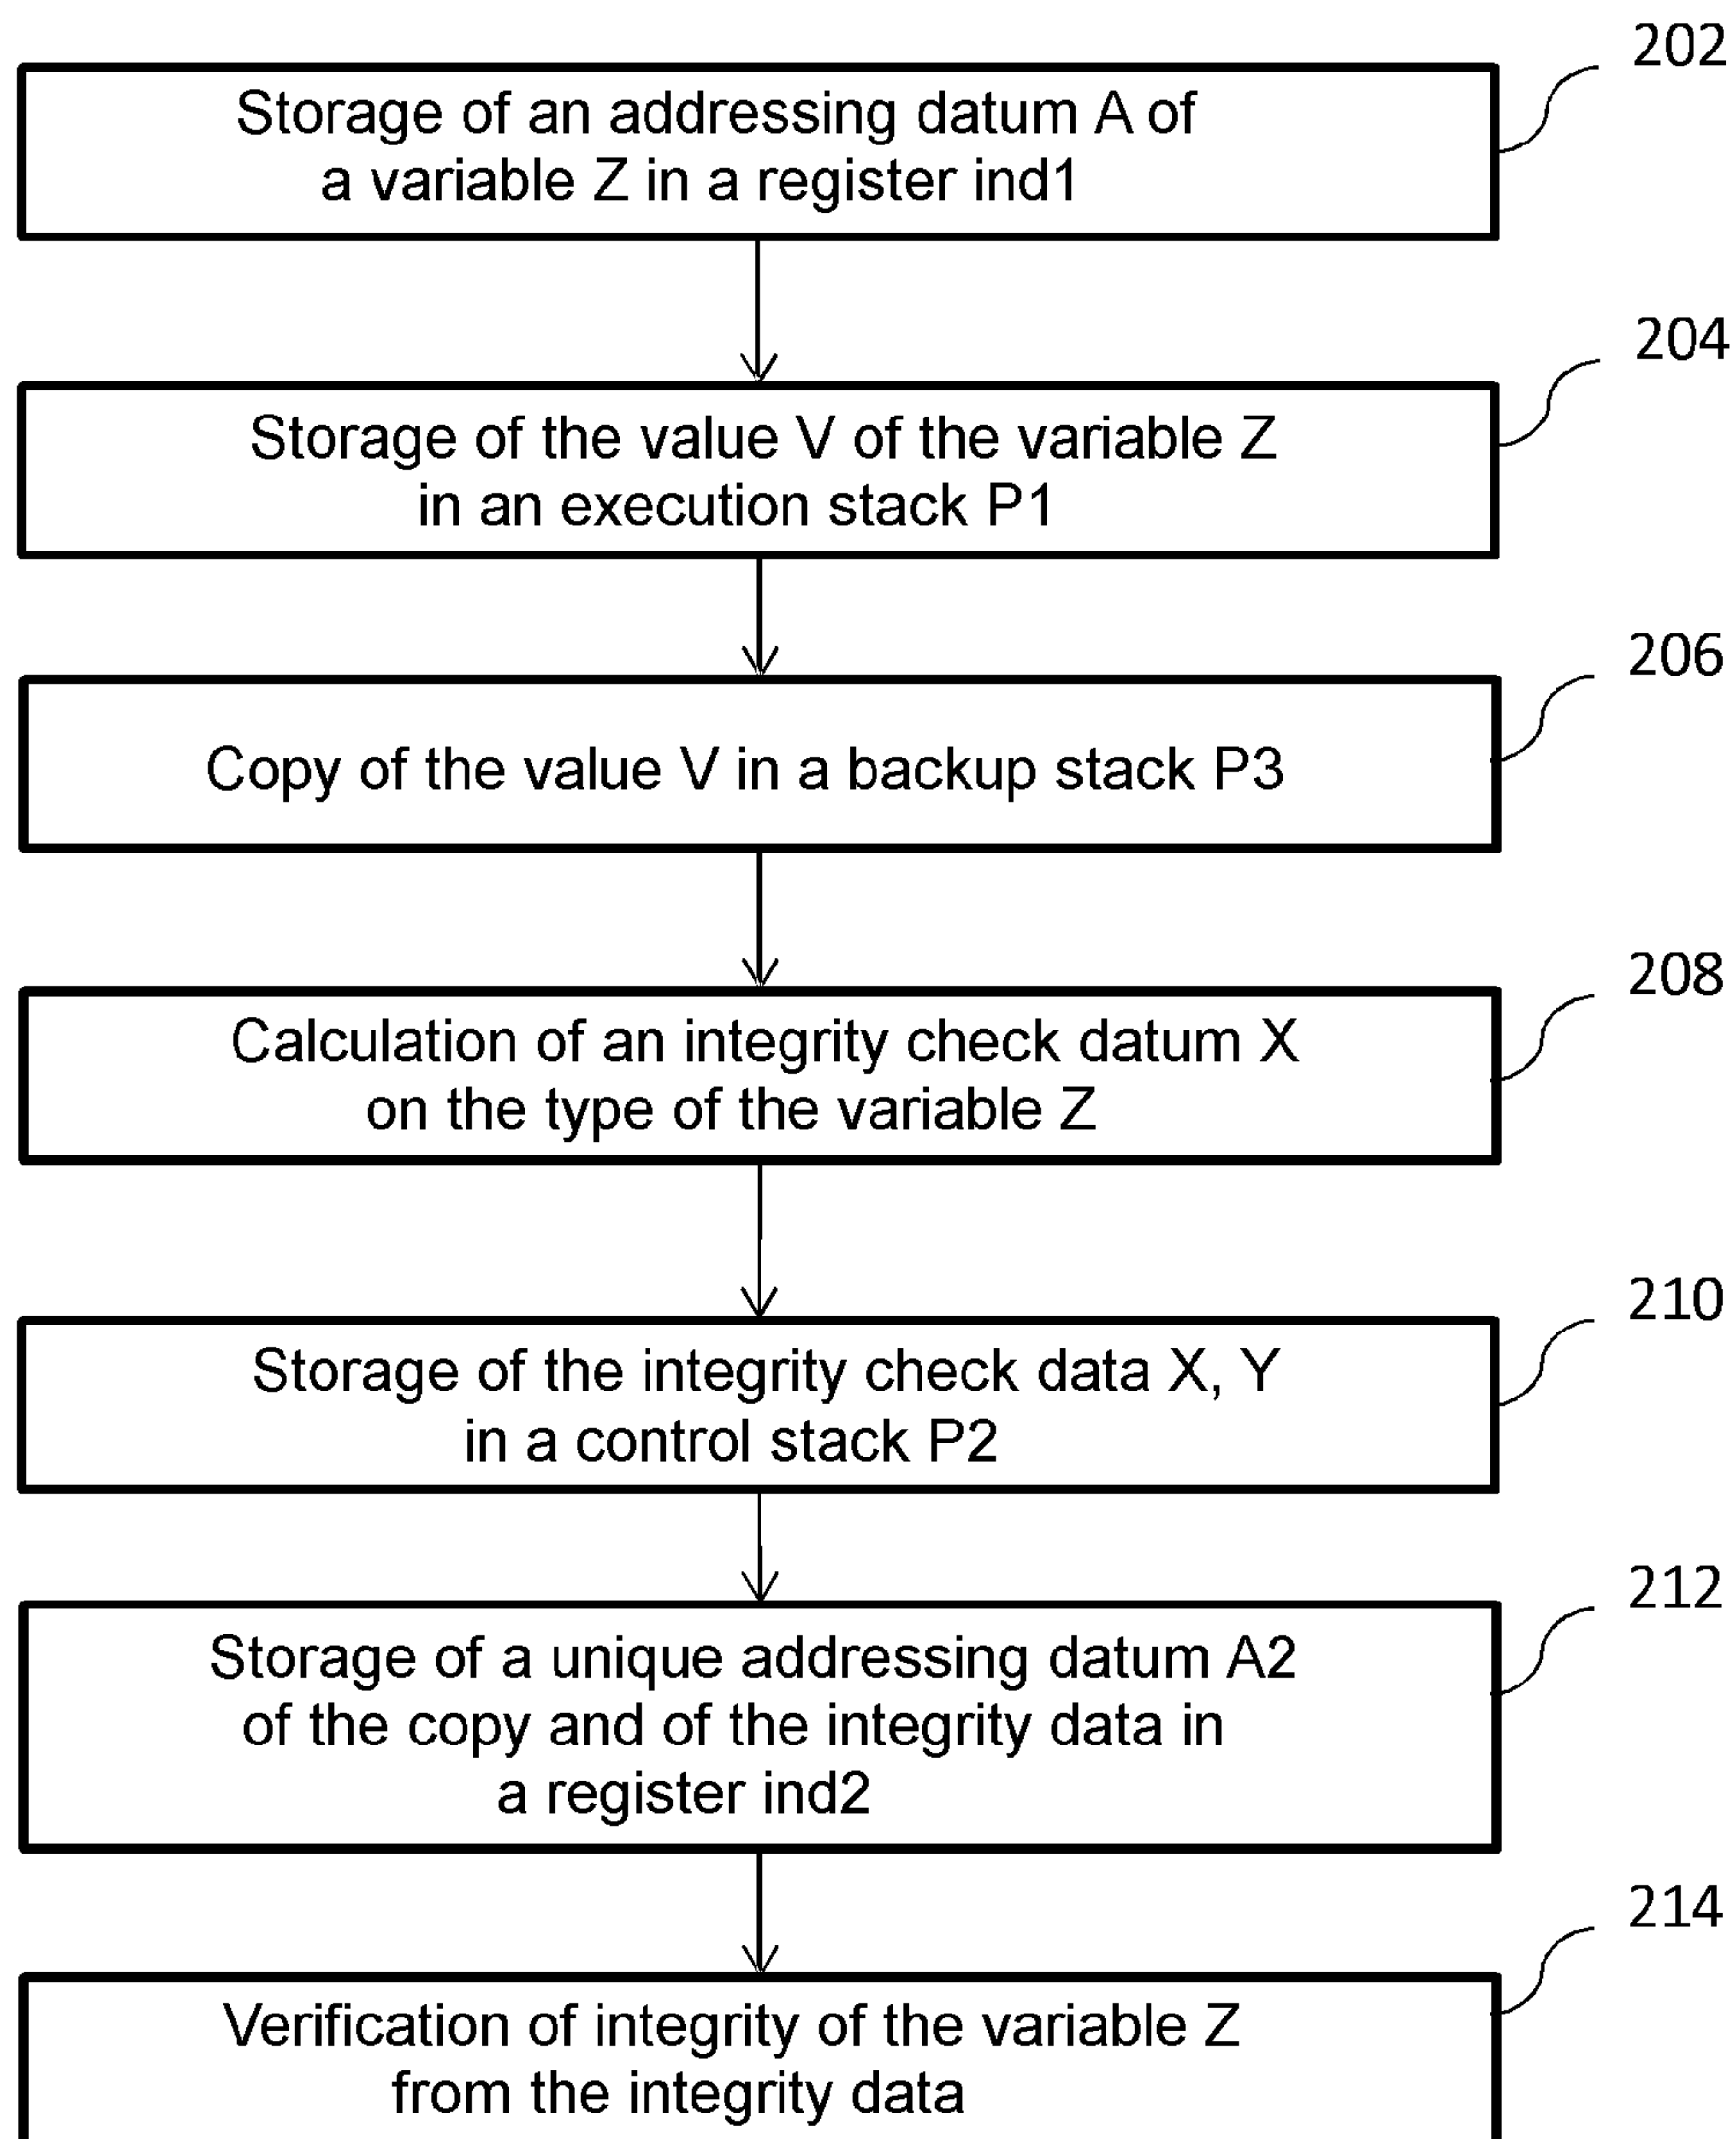 202
Storage of an addressing datum A of
a variable Z in a register ind1
204
Storage of the value V of the variable Z
in an execution stack P1
206
Copy of the value V in a backup stack P3
208
Calculation of an integrity check datum X
on the type of the variable Z
210
Storage of the integrity check data X, Y
in a control stack P2
212
Storage of a unique addressing datum A2
of the copy and of the integrity data in
a register ind2
214
Verification of integrity of the variable Z
from the integrity data